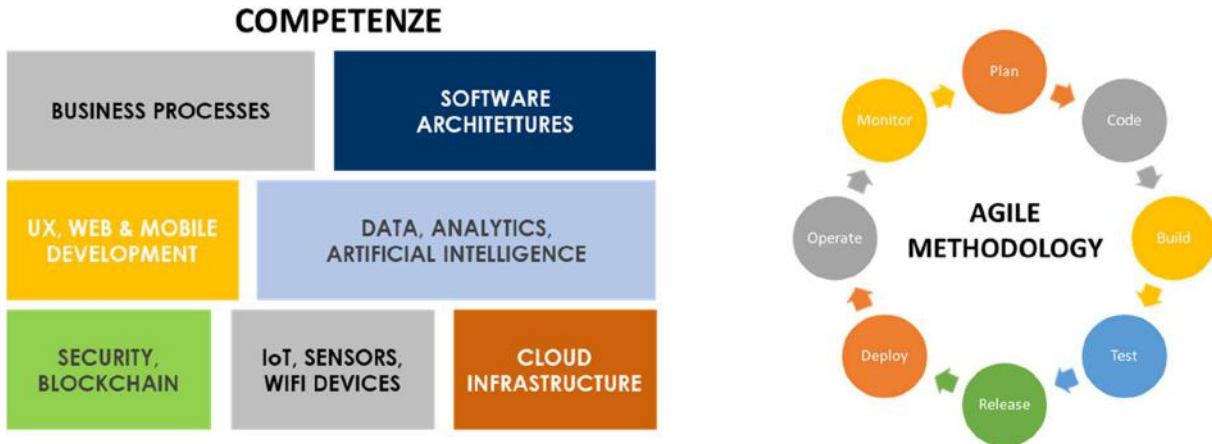 COMPETENZE
BUSINESS PROCESSES
SOFTWARE
ARCHITETTURES
UX, WEB & MOBILE
DEVELOPMENT
DATA, ANALYTICS,
ARTIFICIAL INTELLIGENCE
SECURITY,
BLOCKCHAIN
IoT, SENSORS,
WIFI DEVICES
CLOUD
INFRASTRUCTURE
AGILE
METHODOLOGY
Plan
Code
Build
Test
Release
Deploy
Operate
Monitor